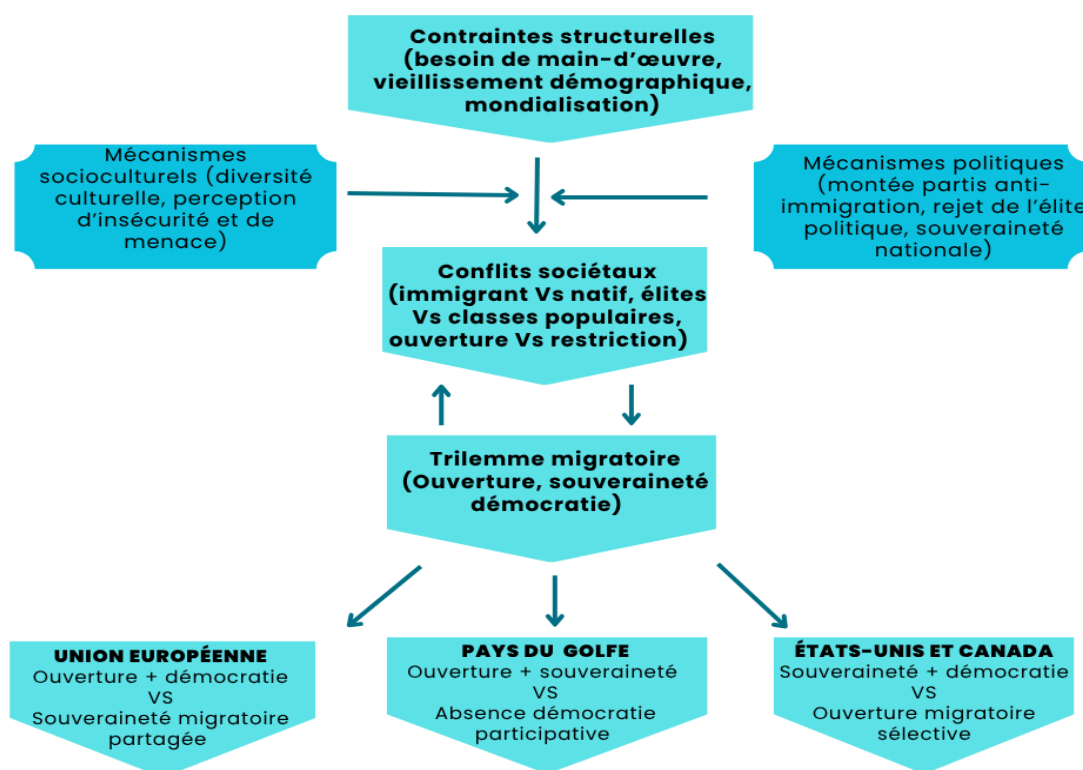 Contraintes structurelles
(besoin de main-d’œuvre,
vieillissement démographique,
mondialisation)
Mécanismes
socioculturels (diversité
culturelle, perception
d’insécurité et de
menace)
Mécanismes politiques
(montée partis anti-
immigration, rejet de l’élite
politique, souveraineté
nationale)
Conflits sociétaux
(immigrant Vs natif, élites
Vs classes populaires,
ouverture Vs restriction)
Trilemme migratoire
(Ouverture, souveraineté
démocratie)
UNION EUROPÉENNE
Ouverture + démocratie
VS
Souveraineté migratoire
partagée
PAYS DU GOLFE
Ouverture + souveraineté
VS
Absence démocratie
participative
ÉTATS-UNIS ET CANADA
Souveraineté + démocratie
VS
Ouverture migratoire
sélective